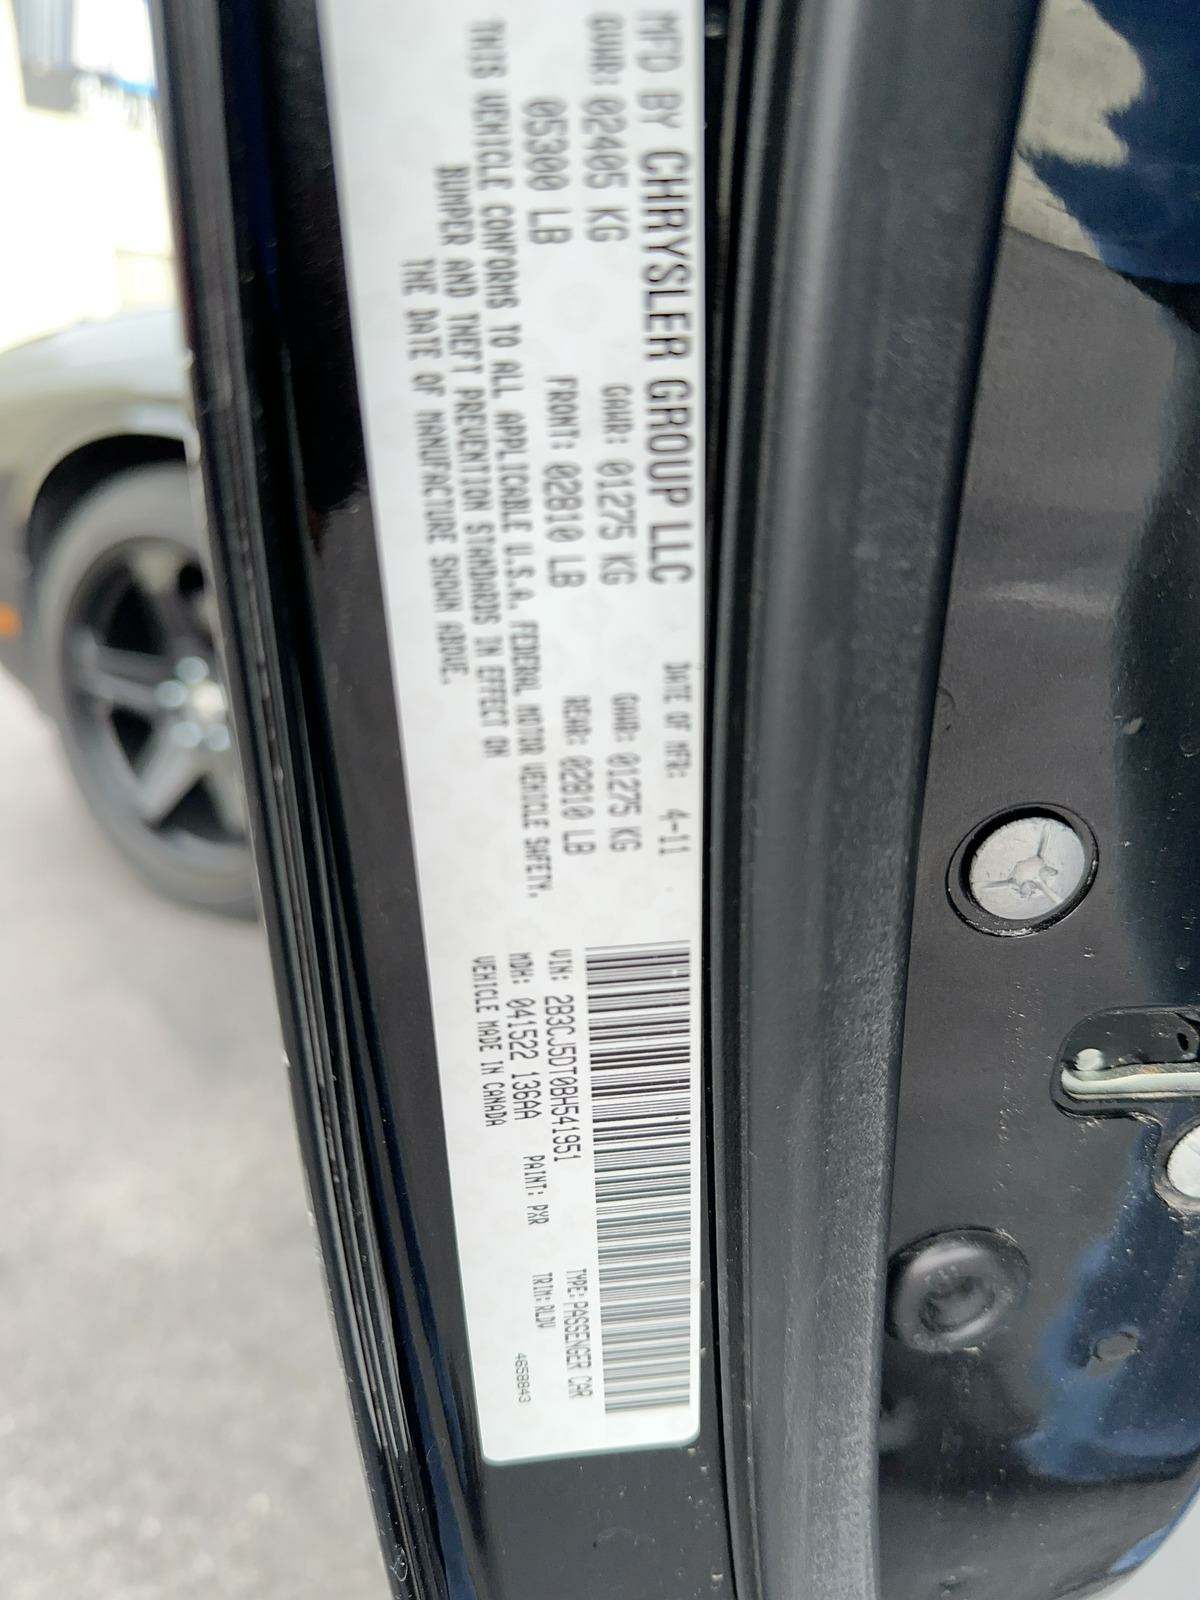 MFD BY CHRYSLER GROUP LLC DATE OF MFR: 4-11
GVWR: 02405 KG GAWR: 01275 KG GAWR: 01275 KG
05300 LB FRONT: 02810 LB REAR: 02810 LB
THIS VEHICLE CONFORMS TO ALL APPLICABLE U.S.A. FEDERAL MOTOR VEHICLE SAFETY,
BUMPER AND THEFT PREVENTION STANDARDS IN EFFECT ON
THE DATE OF MANUFACTURE SHOWN ABOVE.
VIN: 2B3CJ5DT0BH541951 TYPE: PASSENGER CAR
MDH: 041522 136AA PAINT: PXR TRIM: RLDV
VEHICLE MADE IN CANADA 4658843